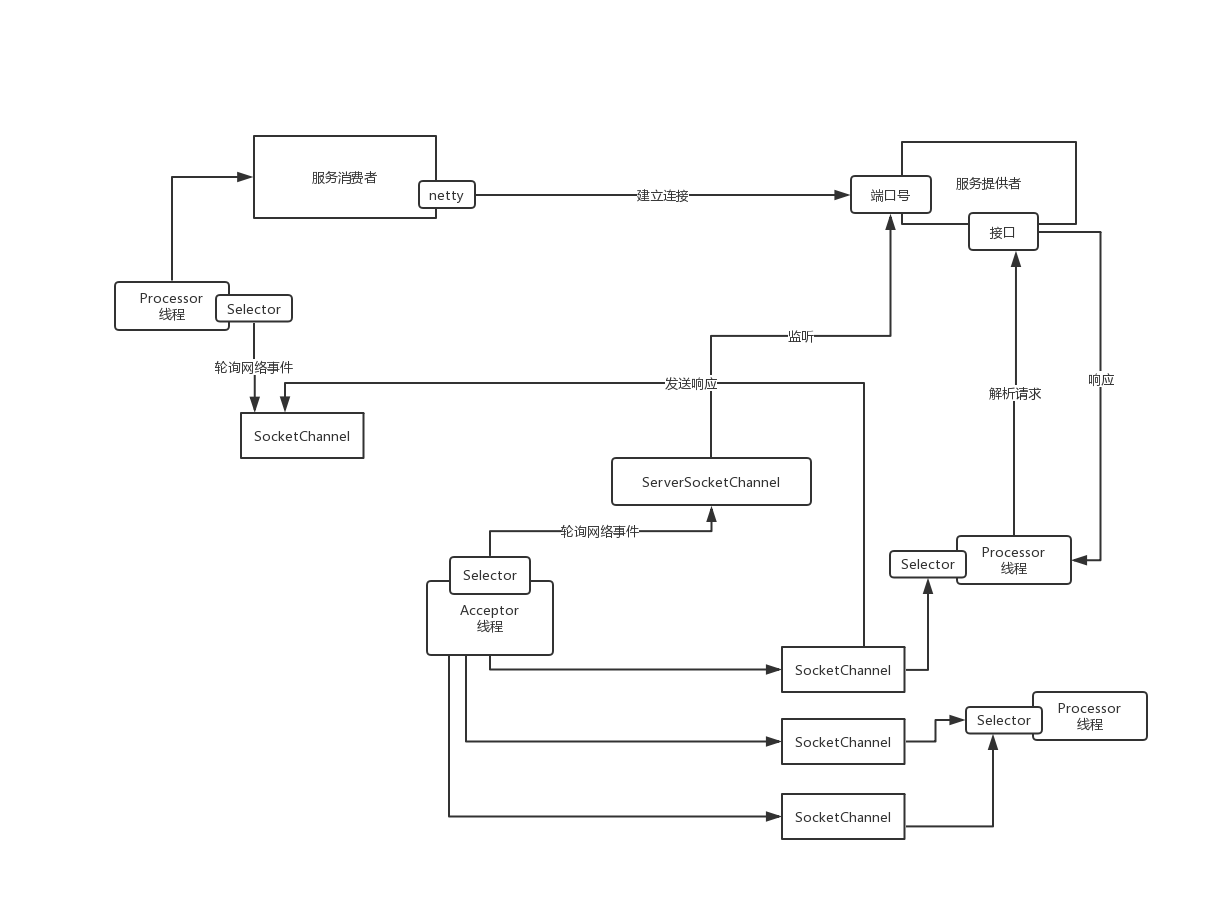 服务消费者
netty
建立连接
端口号
服务提供者
接口
Processor
线程
Selector
轮询网络事件
监听
发送响应
解析请求
响应
SocketChannel
ServerSocketChannel
轮询网络事件
Selector
Acceptor
线程
Selector
Processor
线程
SocketChannel
Selector
Processor
线程
SocketChannel
SocketChannel